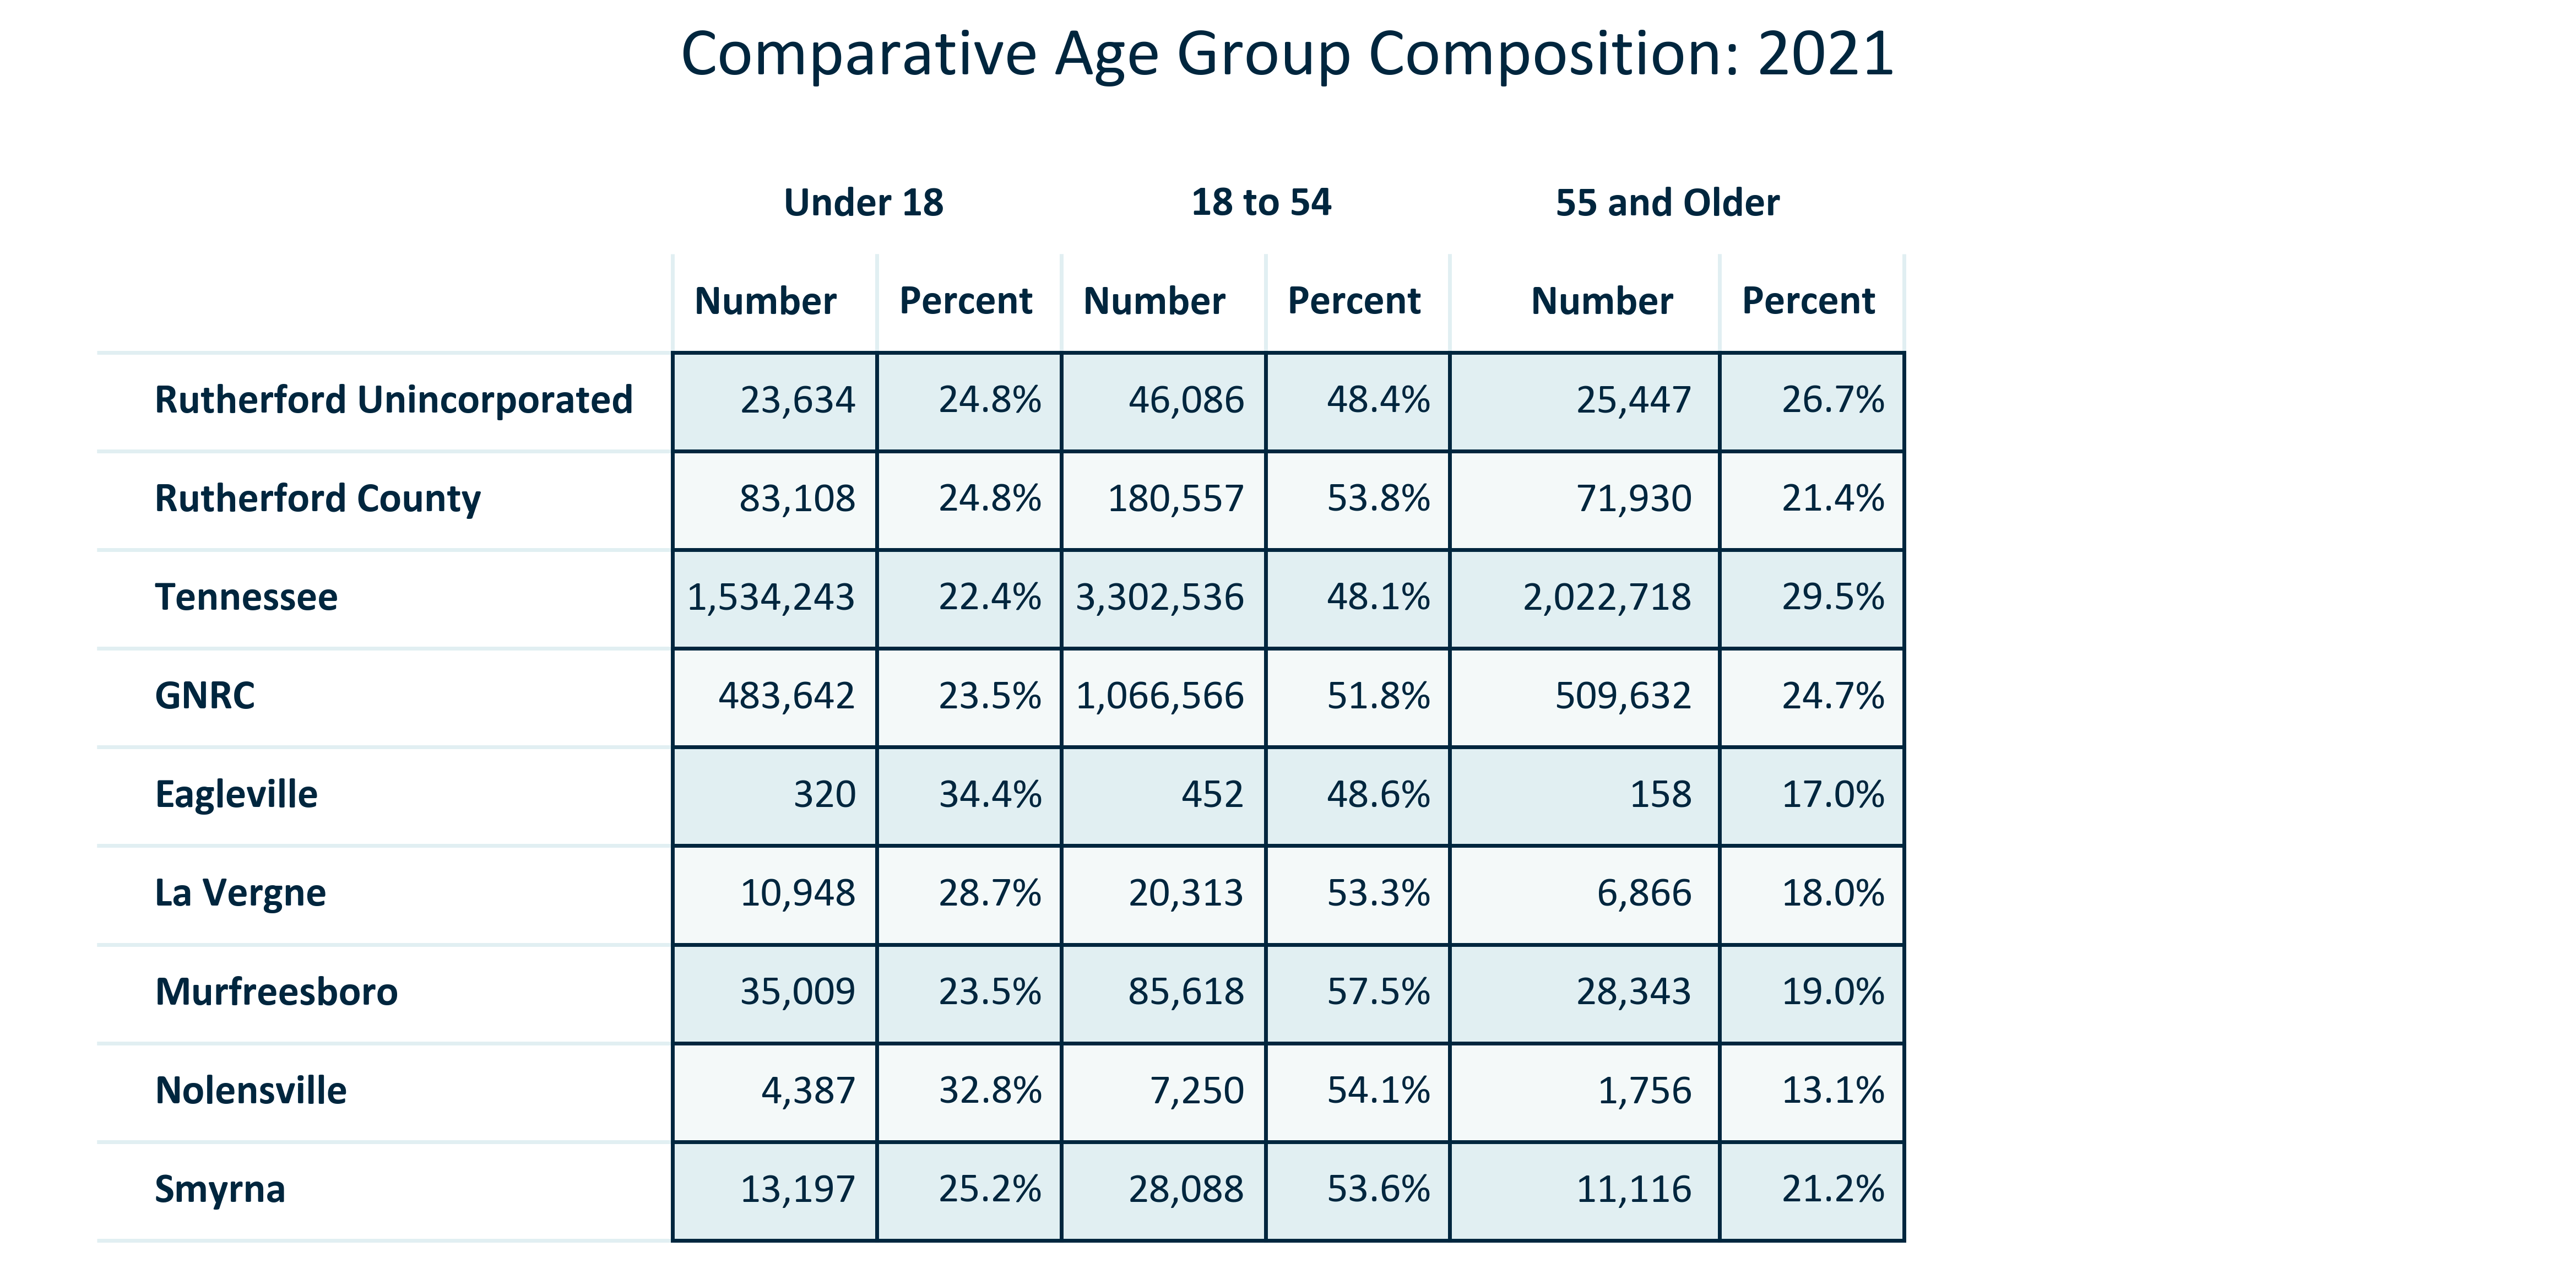 Comparative Age Group Composition: 2021
Under 18 18 to 54 55 and Older
Number Percent Number Percent Number Percent
Rutherford Unincorporated 23,634 24.8% 46,086 48.4% 25,447 26.7%
Rutherford County 83,108 24.8% 180,557 53.8% 71,930 21.4%
Tennessee 1,534,243 22.4% 3,302,536 48.1% 2,022,718 29.5%
GNRC 483,642 23.5% 1,066,566 51.8% 509,632 24.7%
Eagleville 320 34.4% 452 48.6% 158 17.0%
La Vergne 10,948 28.7% 20,313 53.3% 6,866 18.0%
Murfreesboro 35,009 23.5% 85,618 57.5% 28,343 19.0%
Nolensville 4,387 32.8% 7,250 54.1% 1,756 13.1%
Smyrna 13,197 25.2% 28,088 53.6% 11,116 21.2%